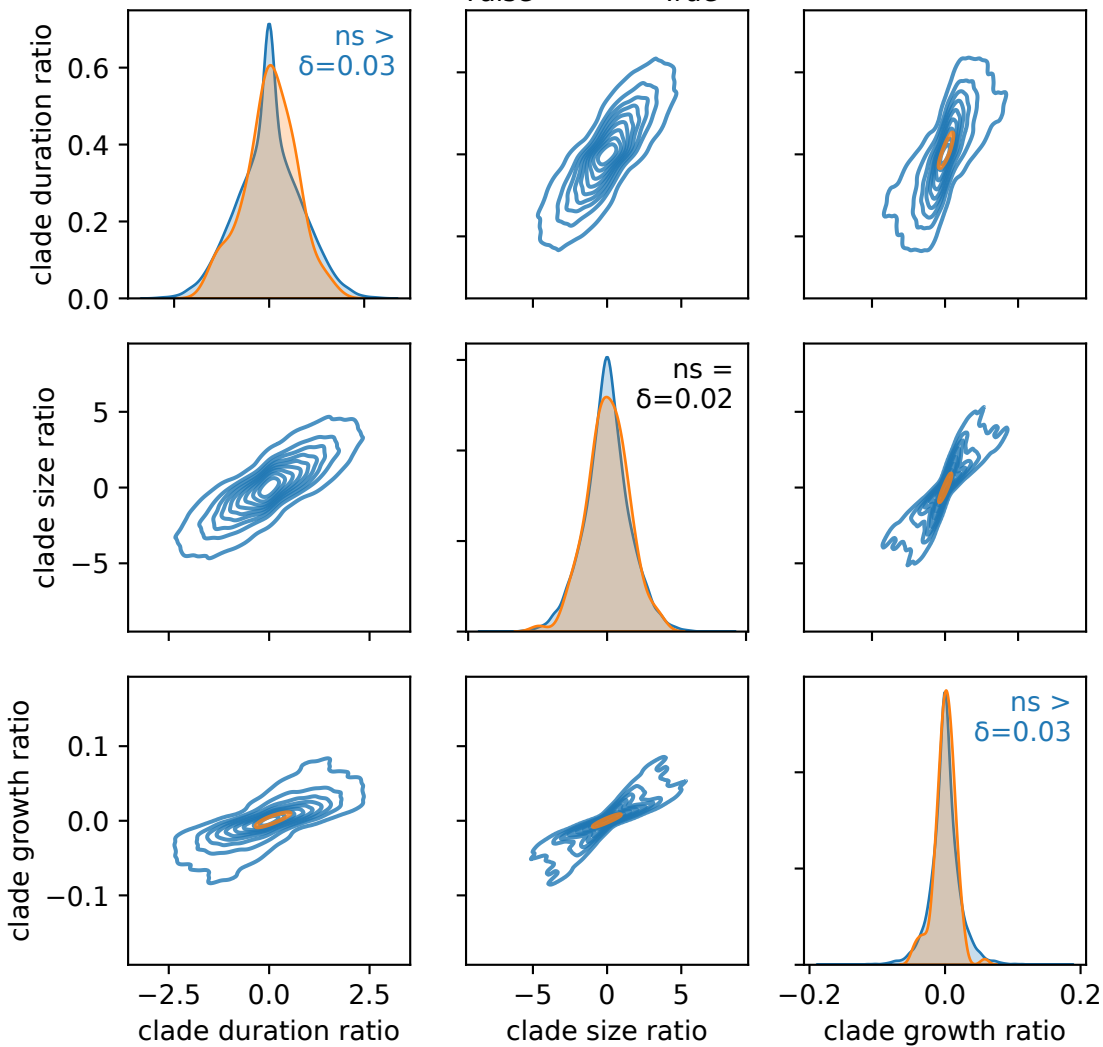 clade duration ratio
0.6
0.4
0.2
0.0
ns >
δ=0.03
clade size ratio
5
0
−5
ns =
δ=0.02
clade growth ratio
0.1
0.0
−0.1
ns >
δ=0.03
−2.5 0.0 2.5
clade duration ratio
−5 0 5
clade size ratio
−0.2 0.0 0.2
clade growth ratio